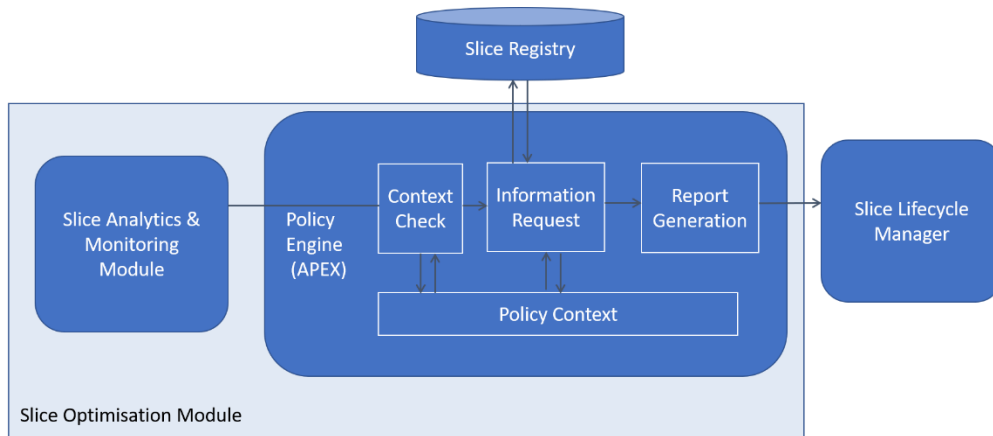 Slice Registry
Slice Analytics &
Monitoring
Module
Policy
Engine
(APEX)
Context
Check
Information
Request
Report
Generation
Slice Lifecycle
Manager
Policy Context
Slice Optimisation Module